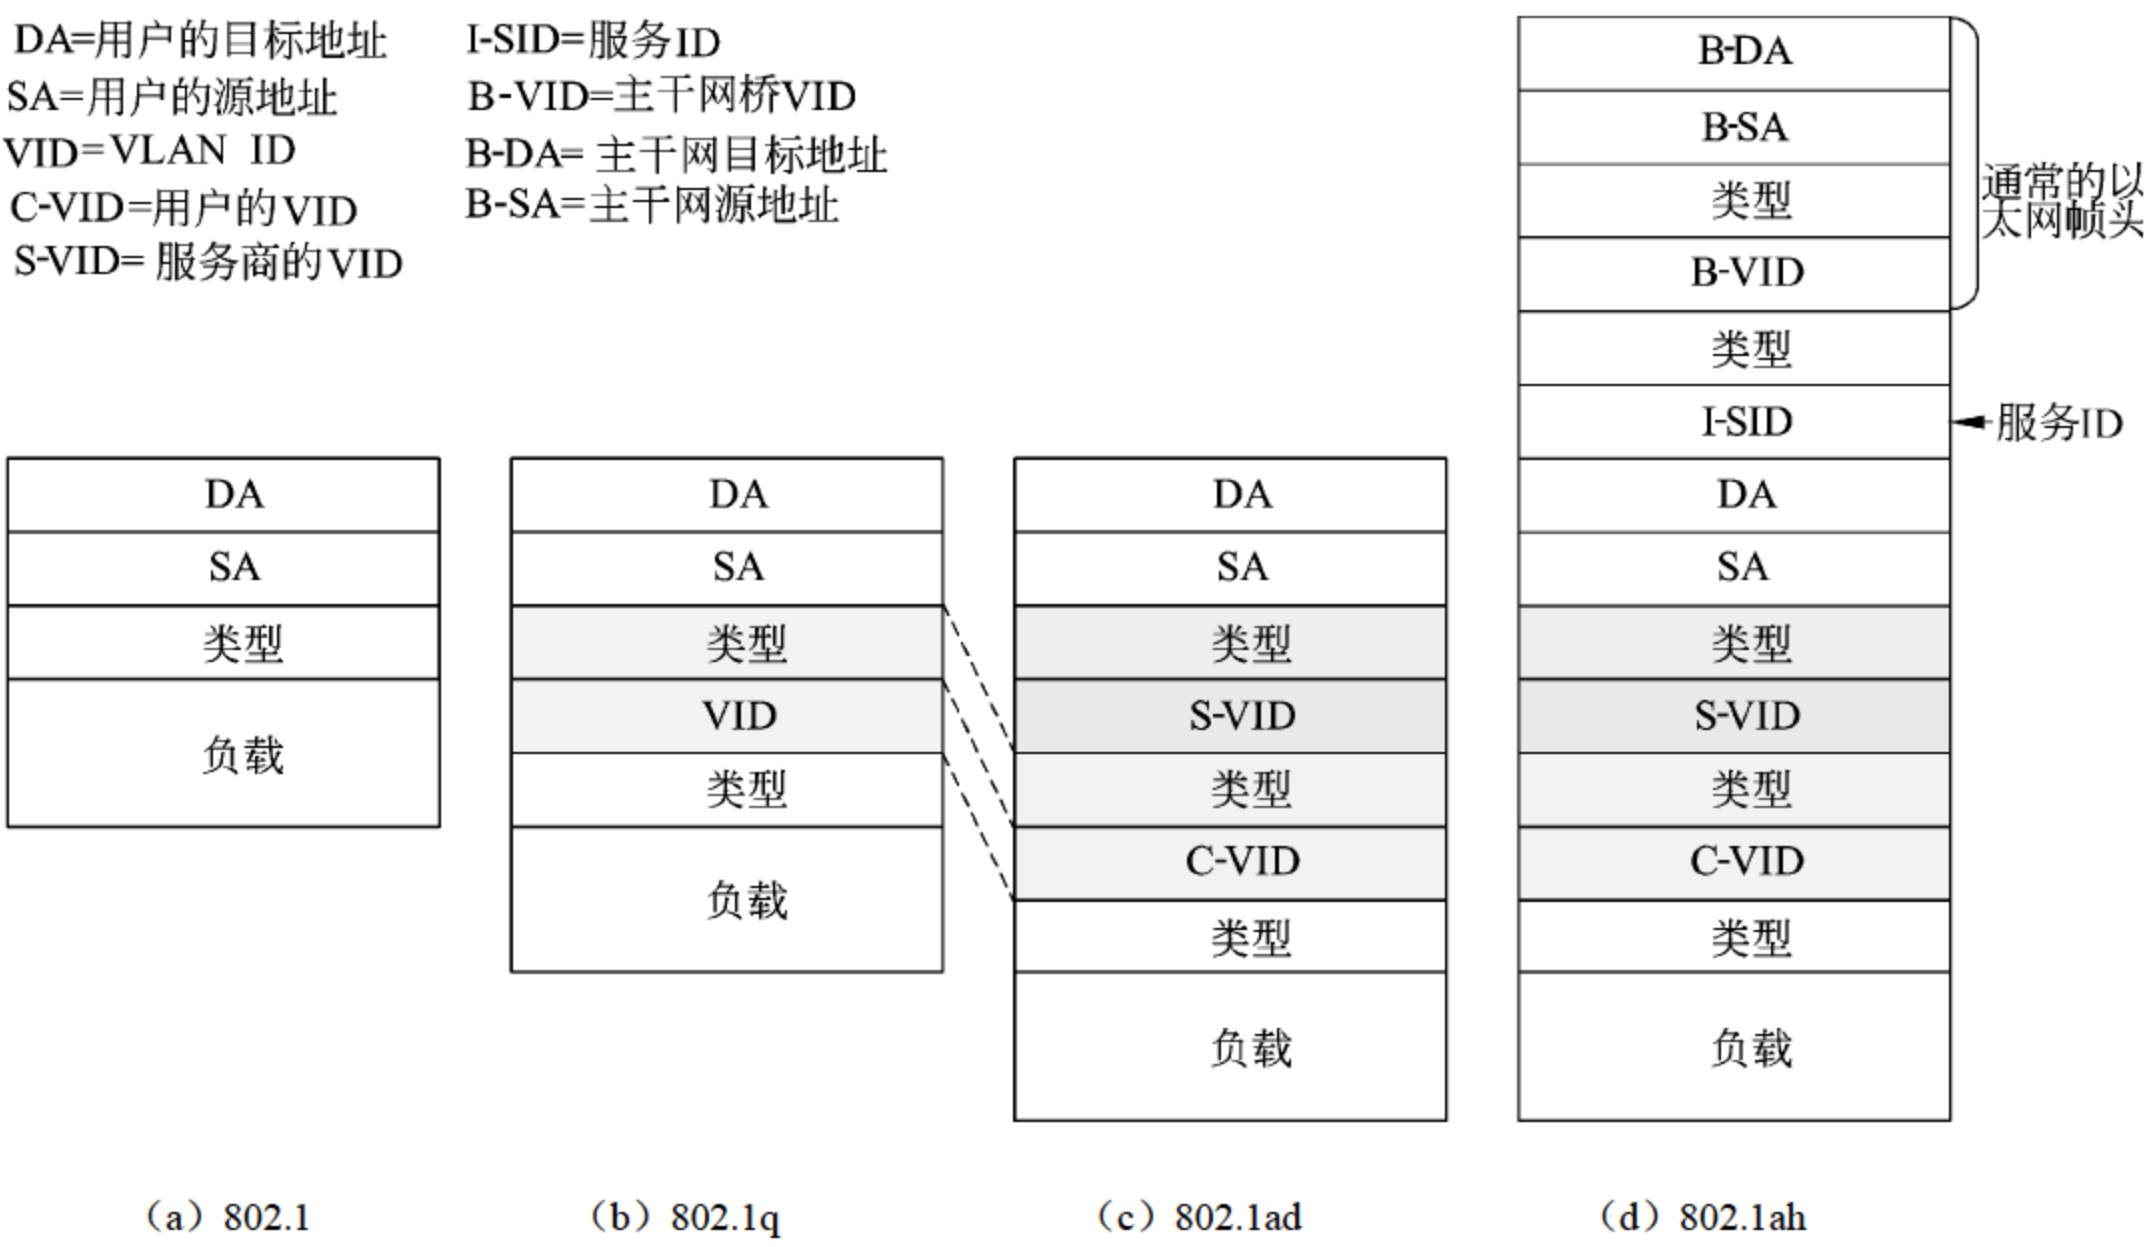 DA=用户的目标地址
SA=用户的源地址
VID=VLAN ID
C-VID=用户的VID
S-VID= 服务商的VID
I-SID=服务ID
B-VID=主干网桥VID
B-DA= 主干网目标地址
B-SA=主干网源地址
DA
SA
类型
负载
（a）802.1
DA
SA
类型
VID
类型
负载
（b）802.1q
DA
SA
类型
S-VID
类型
C-VID
类型
负载
（c）802.1ad
B-DA
B-SA
类型
B-VID
类型
I-SID
DA
SA
类型
S-VID
类型
C-VID
类型
负载
（d）802.1ah
通常的以
太网帧头
服务ID